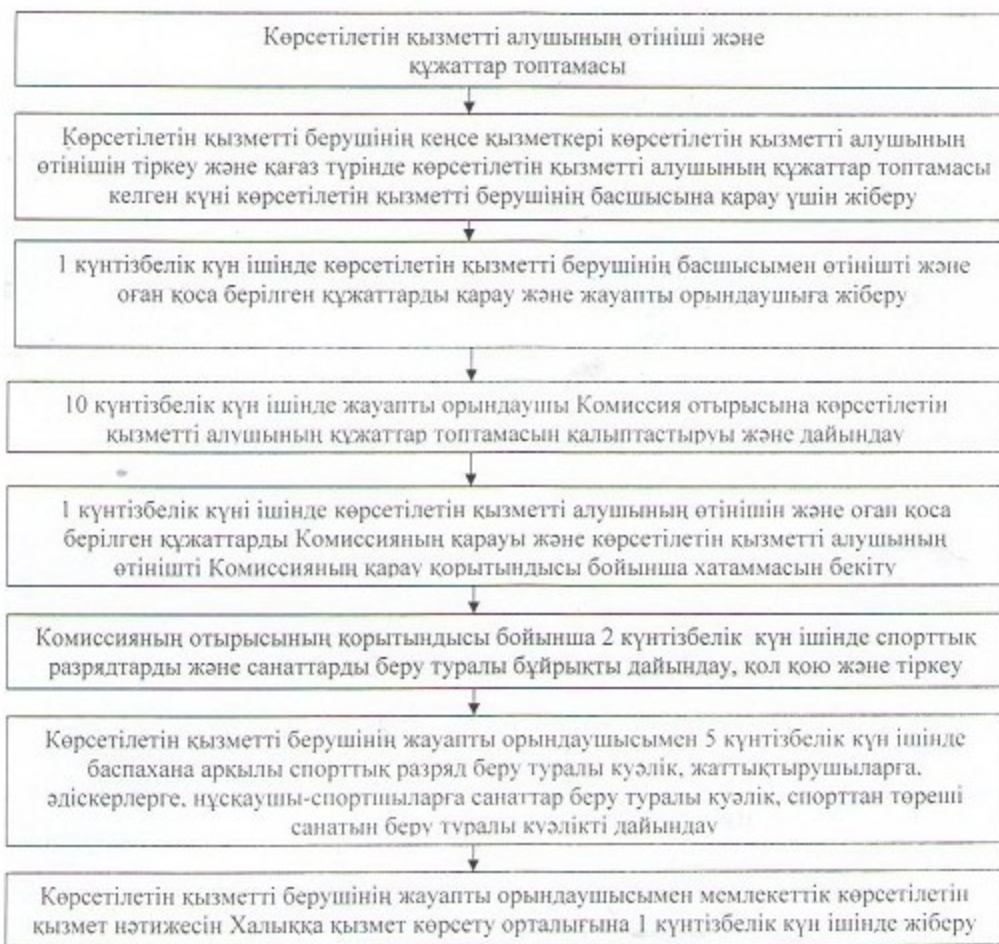 Көрсетілетін қызметті алушының өтініші және
құжаттар топтамасы
Көрсетілетін қызметті берушінің кеңсе қызметкері көрсетілетін қызметті алушының
өтінішін тіркеу және қағаз түрінде көрсетілетін қызметті алушының құжаттар топтамасы
келген күні көрсетілетін қызметті берушінің басшысына қарау үшін жіберу
1 күнтізбелік күн ішінде көрсетілетін қызметті берушінің басшысымен өтінішті және
оған қоса берілген құжаттарды қарау және жауапты орындаушыға жіберу
10 күнтізбелік күн ішінде жауапты орындаушы Комиссия отырысына көрсетілетін
қызметті алушының құжаттар топтамасын қалыптастыруы және дайындау
1 күнтізбелік күні ішінде көрсетілетін қызметті алушының өтінішін және оған қоса
берілген құжаттарды Комиссияның қарауы және көрсетілетін қызметті алушының
өтінішті Комиссияның қарау қорытындысы бойынша хатаммасын бекіту
Комиссияның отырысының қорытындысы бойынша 2 күнтізбелік күн ішінде спорттық
разрядтарды және санаттарды беру туралы бұйрықты дайындау, қол қою және тіркеу
Көрсетілетін қызметті берушінің жауапты орындаушысымен 5 күнтізбелік күн ішінде
баспахана арқылы спорттық разряд беру туралы куәлік, жаттықтырушыларға,
әдіскерлерге, нұсқаушы-спортшыларға санаттар беру туралы куәлік, спорттан төреші
санатын беру туралы куәлікті дайындау
Көрсетілетін қызметті берушінің жауапты орындаушысымен мемлекеттік көрсетілетін
қызмет нәтижесін Халыққа қызмет көрсету орталығына 1 күнтізбелік күн ішінде жіберу